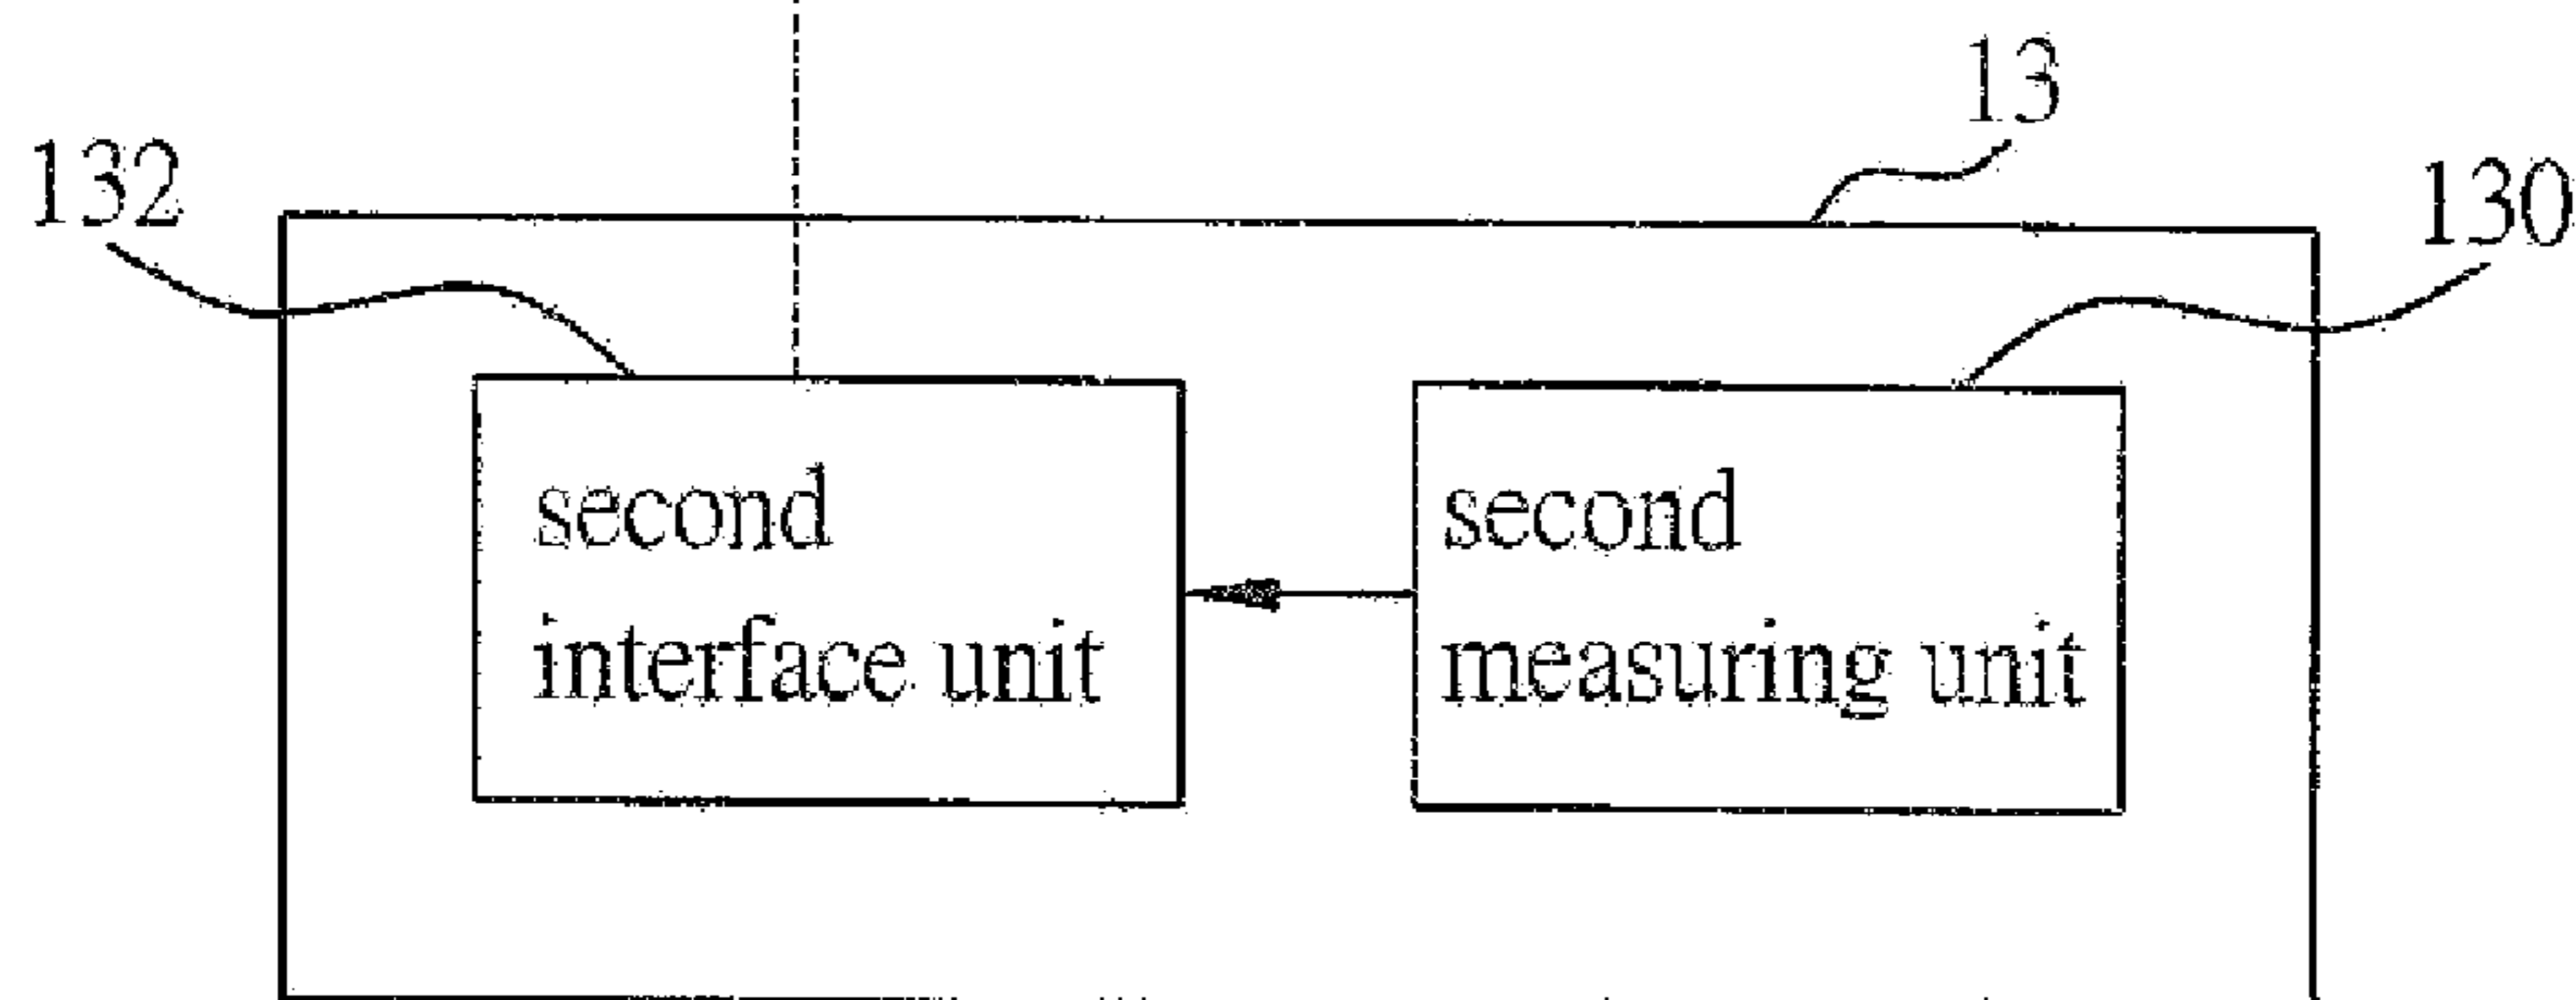 13
132
130
second
interface unit
second
measuring unit